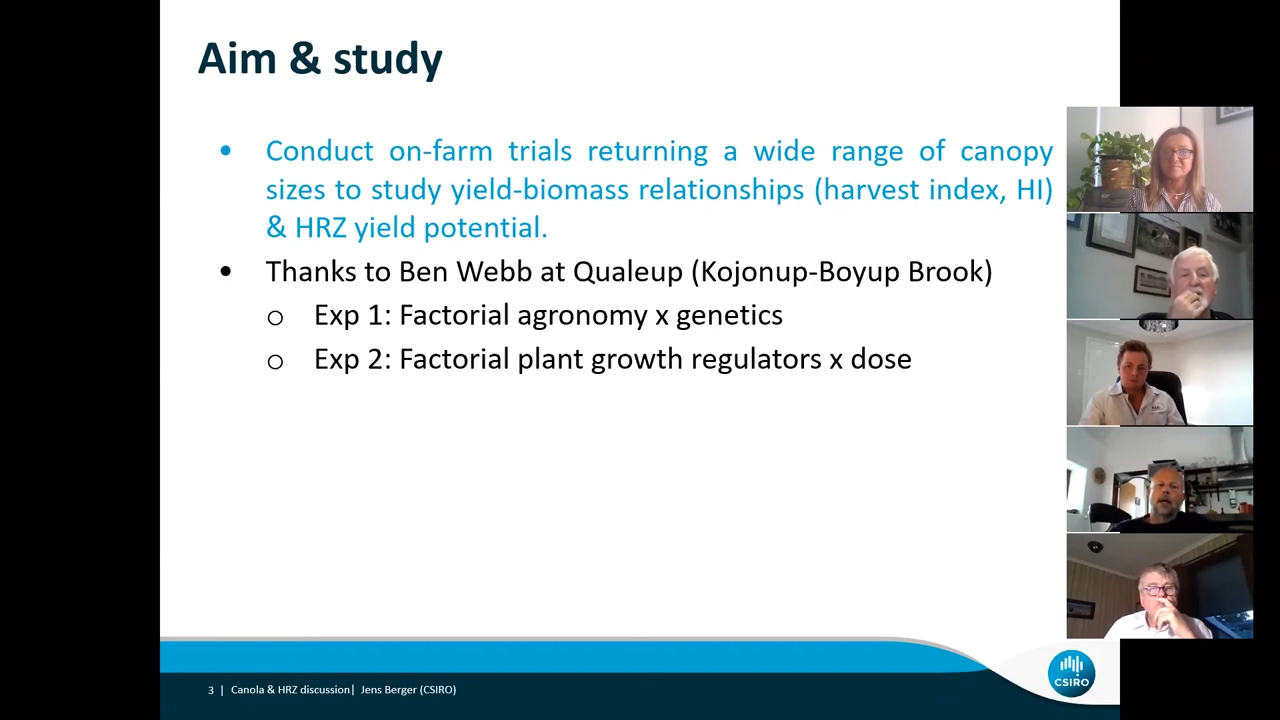 Aim & study
• Conduct on-farm trials returning a wide range of canopy
sizes to study yield-biomass relationships (harvest index, HI)
& HRZ yield potential.
• Thanks to Ben Webb at Qualeup (Kojonup-Boyup Brook)
o Exp 1: Factorial agronomy x genetics
o Exp 2: Factorial plant growth regulators x dose
3 | Canola & HRZ discussion| Jens Berger (CSIRO)
CSIRO